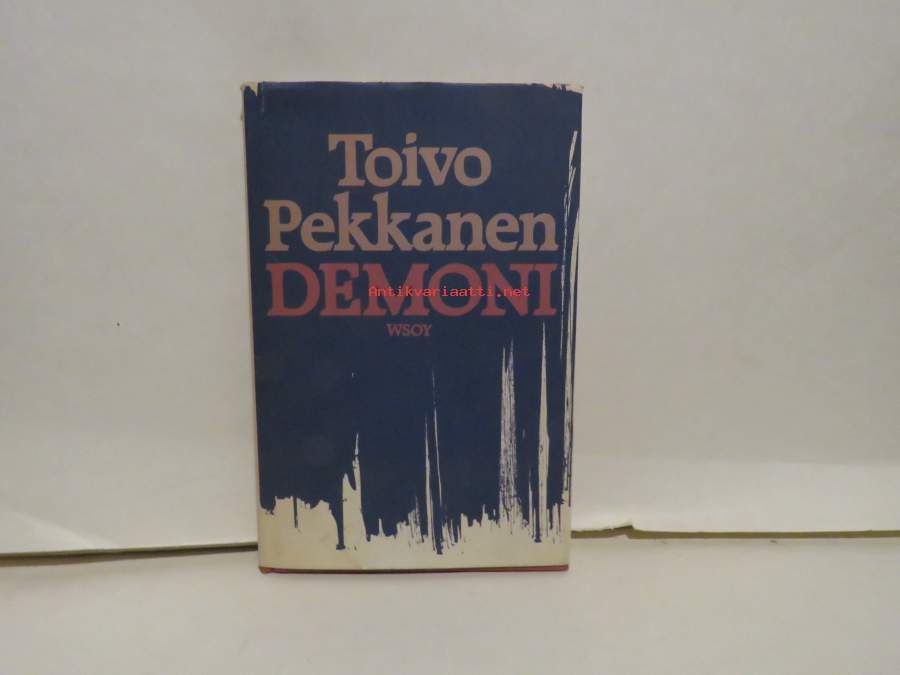 Toivo
Pekkanen
DEMONI
Antikvariaatti.net
WSOY